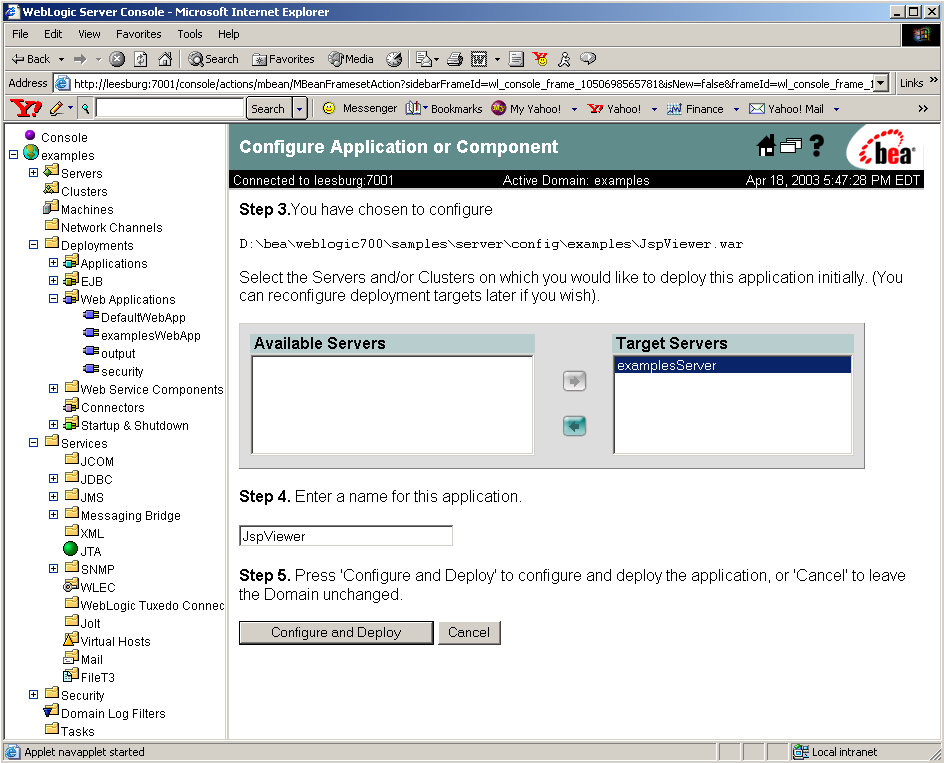 WebLogic Server Console - Microsoft Internet Explorer
File Edit View Favorites Tools Help
Back Search Favorites Media
Address http://leesburg:7001/console/actions/mbean/MBeanFramesetAction?sidebarFrameId=wl_console_frame_1050698565781&isNew=false&frameId=wl_console_frame_1 Links »
Y! Search Messenger Bookmarks My Yahoo! Yahoo! Finance Yahoo! Mail »
Console
examples
Servers
Clusters
Machines
Network Channels
Deployments
Applications
EJB
Web Applications
DefaultWebApp
examplesWebApp
output
security
Web Service Components
Connectors
Startup & Shutdown
Services
JCOM
JDBC
JMS
Messaging Bridge
XML
JTA
SNMP
WLEC
WebLogic Tuxedo Connec
Jolt
Virtual Hosts
Mail
FileT3
Security
Domain Log Filters
Tasks
Configure Application or Component
? bea
Connected to leesburg:7001 Active Domain: examples Apr 18, 2003 5:47:28 PM EDT
Step 3.You have chosen to configure
D:\bea\weblogic700\samples\server\config\examples\JspViewer.war
Select the Servers and/or Clusters on which you would like to deploy this application initially. (You
can reconfigure deployment targets later if you wish).
Available Servers Target Servers
examplesServer
Step 4. Enter a name for this application.
JspViewer
Step 5. Press 'Configure and Deploy' to configure and deploy the application, or 'Cancel' to leave
the Domain unchanged.
Configure and Deploy Cancel
Applet navapplet started Local intranet